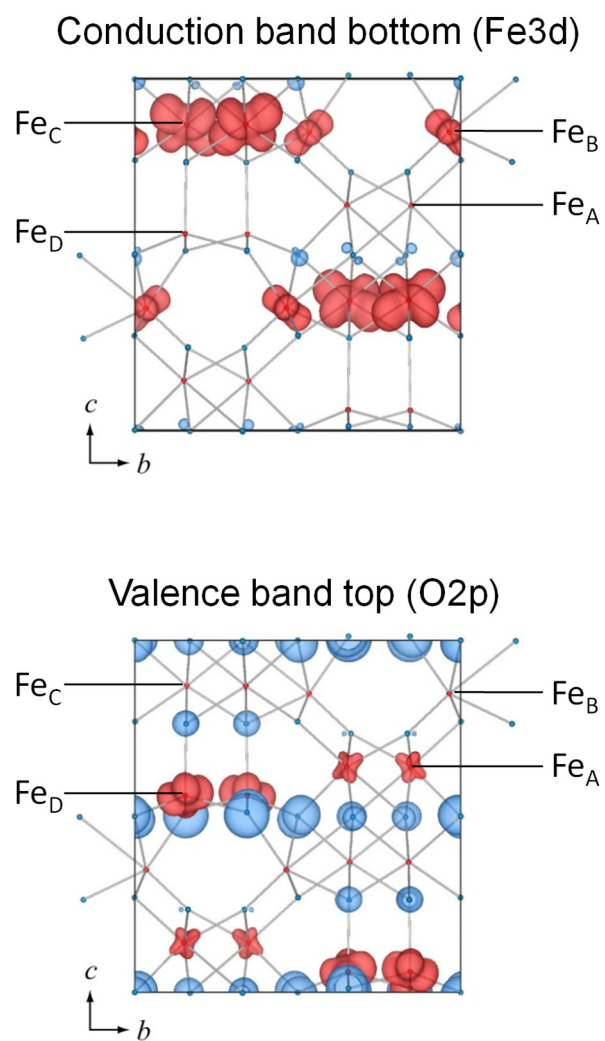 Conduction band bottom (Fe3d)
FeC
FeB
FeA
FeD
c
b
Valence band top (O2p)
FeC
FeB
FeA
FeD
c
b